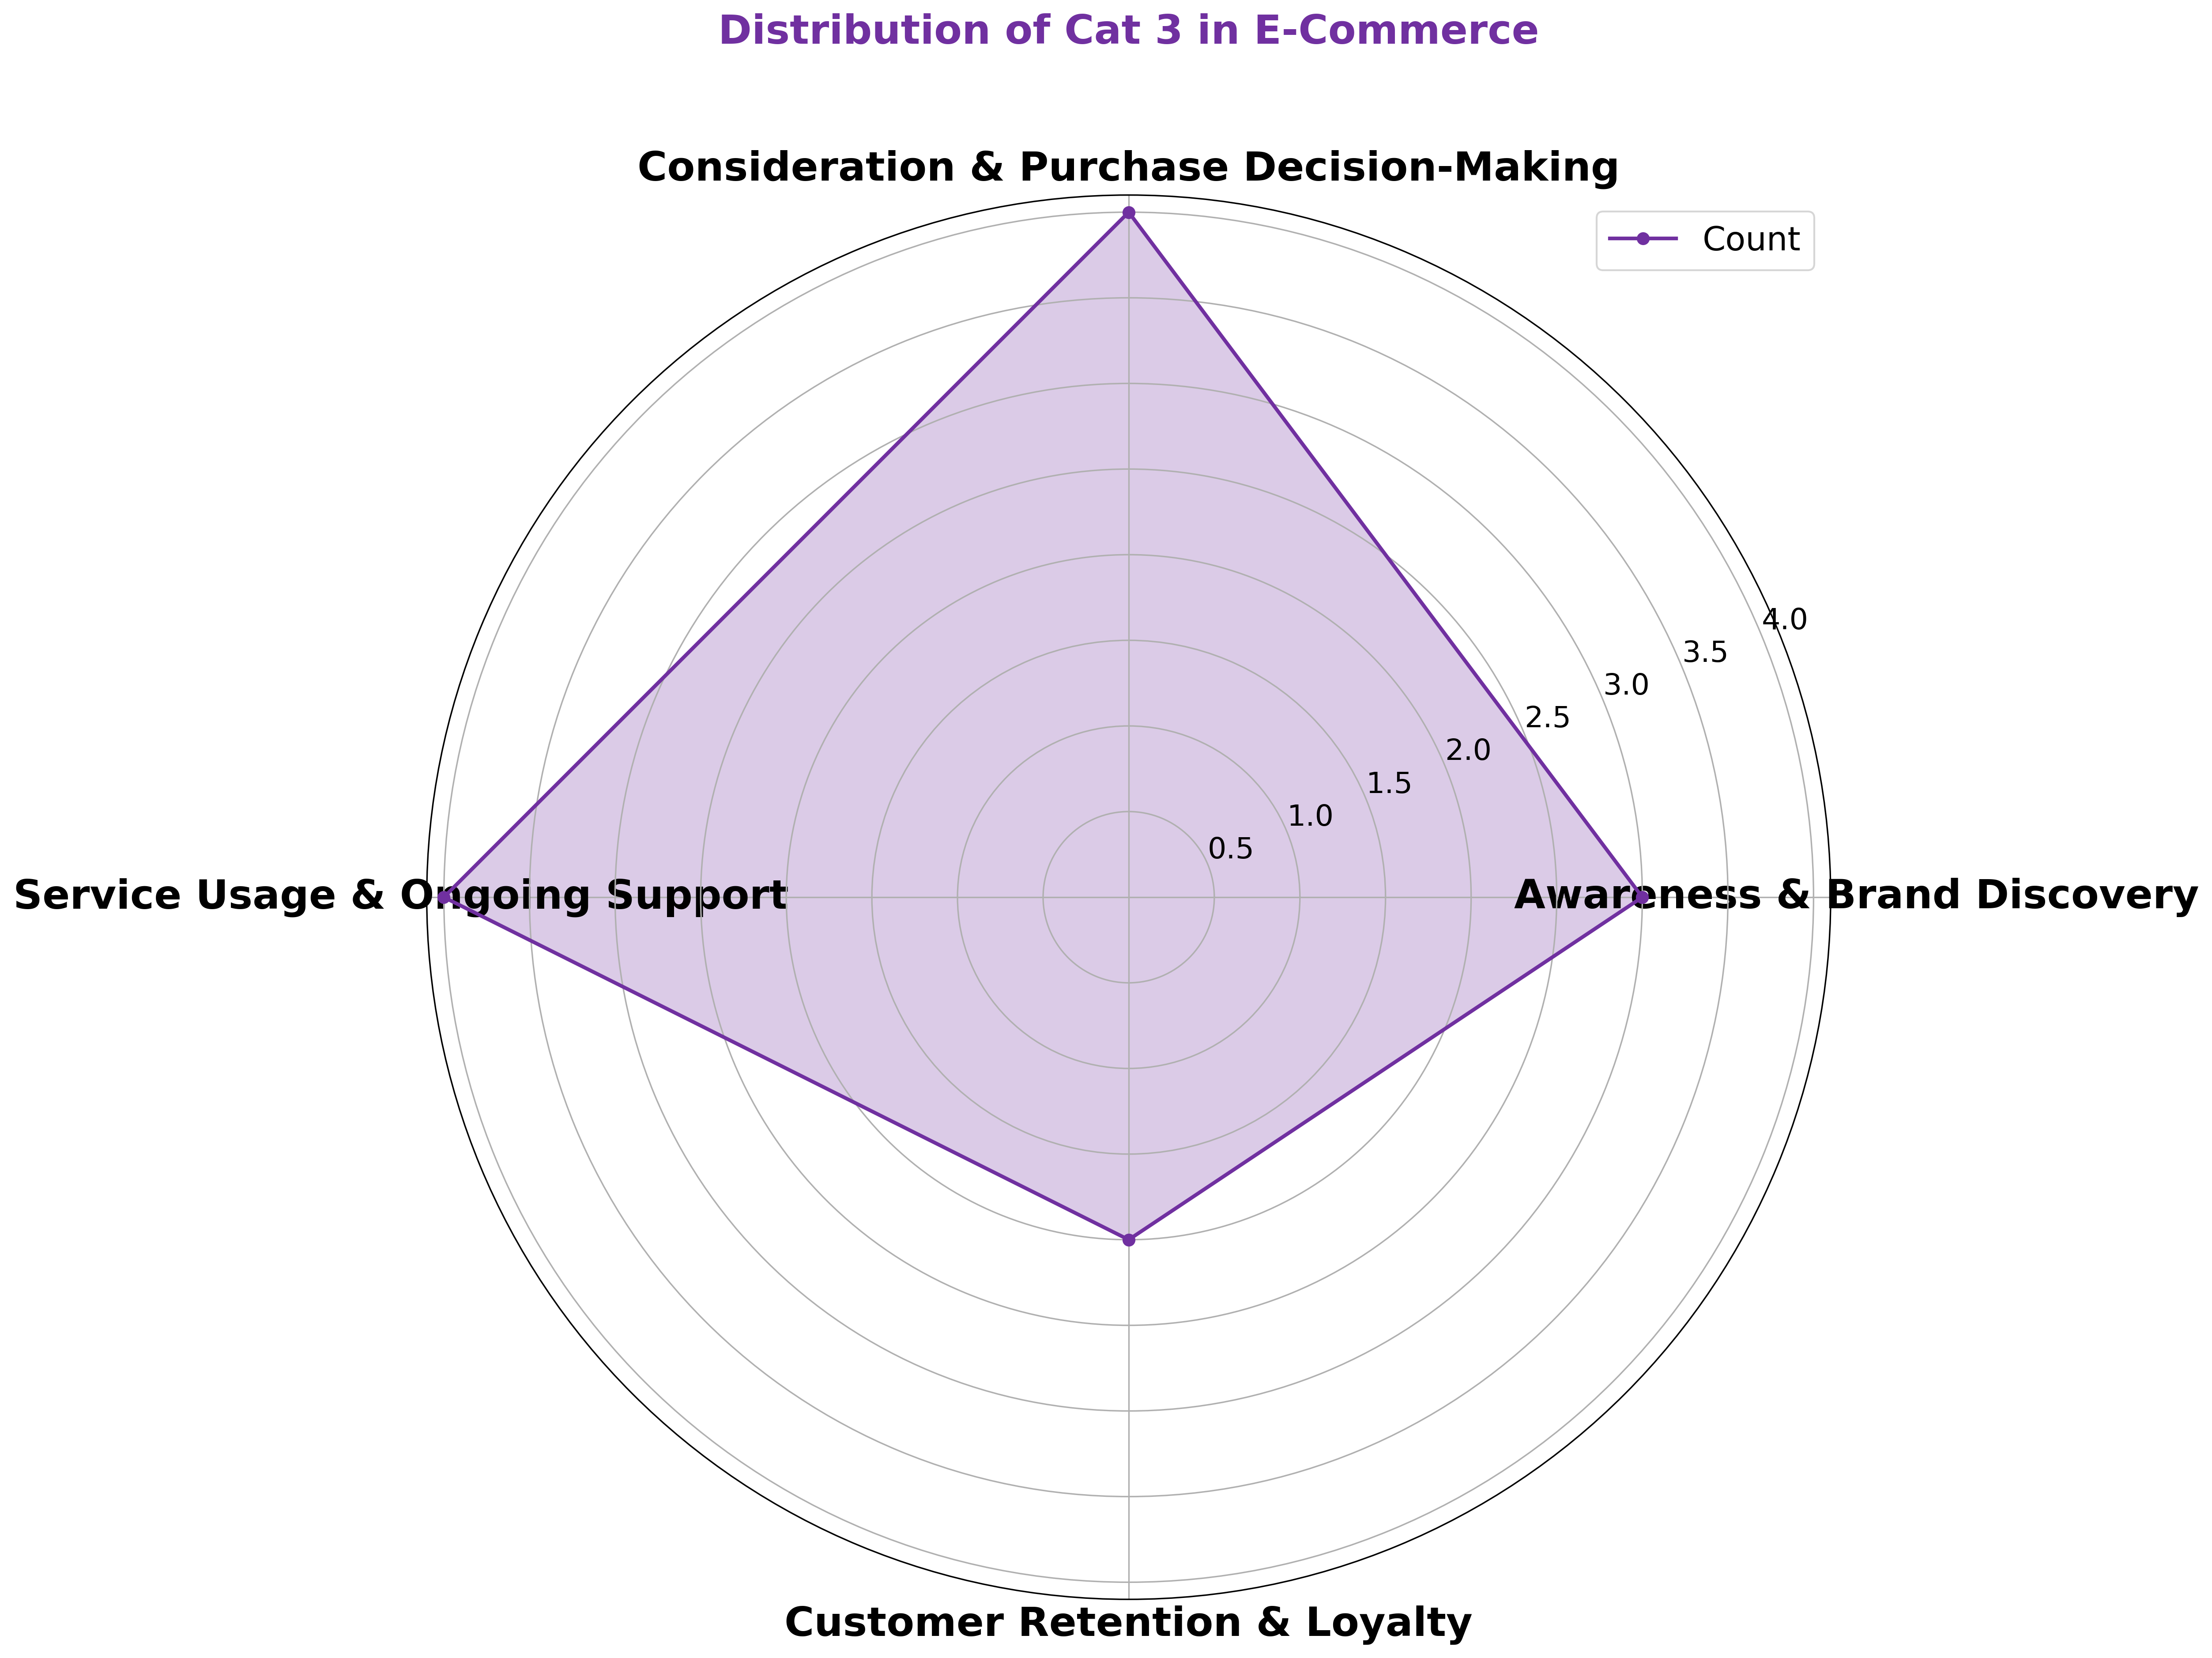 Distribution of Cat 3 in E-Commerce
Consideration & Purchase Decision-Making
Count
4.0
3.5
3.0
2.5
2.0
1.5
1.0
0.5
Service Usage & Ongoing Support
Awareness & Brand Discovery
Customer Retention & Loyalty